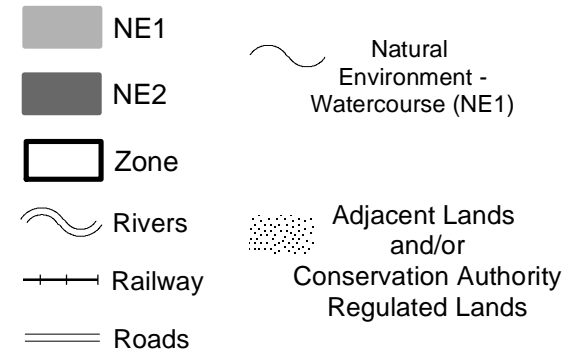 NE1
NE2
Zone
Rivers
Railway
Roads
Natural
Environment -
Watercourse (NE1)
Adjacent Lands
and/or
Conservation Authority
Regulated Lands